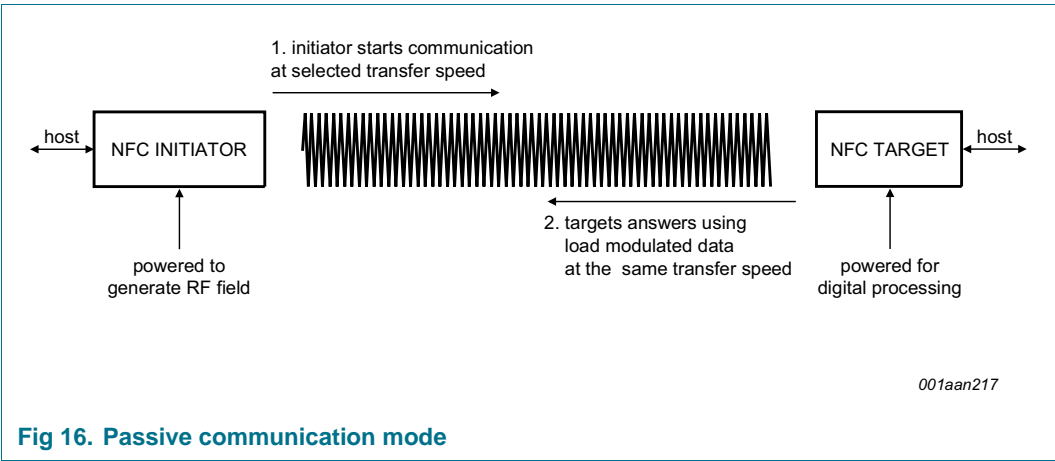 1. initiator starts communication
at selected transfer speed
host
NFC INITIATOR
NFC TARGET
host
2. targets answers using
load modulated data
at the same transfer speed
powered to
generate RF field
powered for
digital processing
001aan217
Fig 16. Passive communication mode